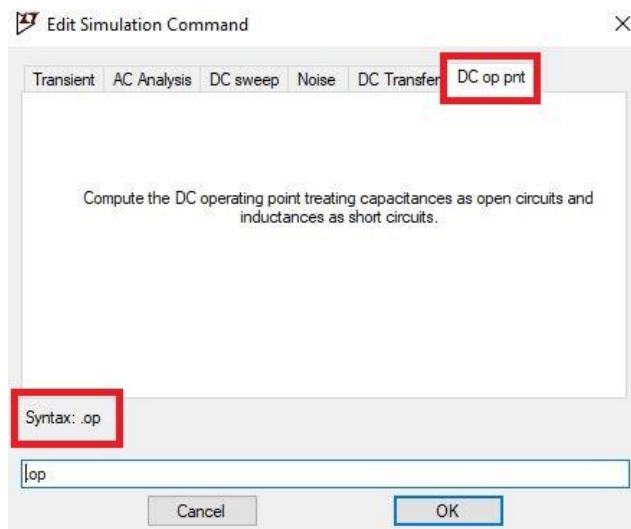 Edit Simulation Command
Transient AC Analysis DC sweep Noise DC Transfer DC op pnt
Compute the DC operating point treating capacitances as open circuits and
inductances as short circuits.
Syntax: .op
.op
Cancel OK